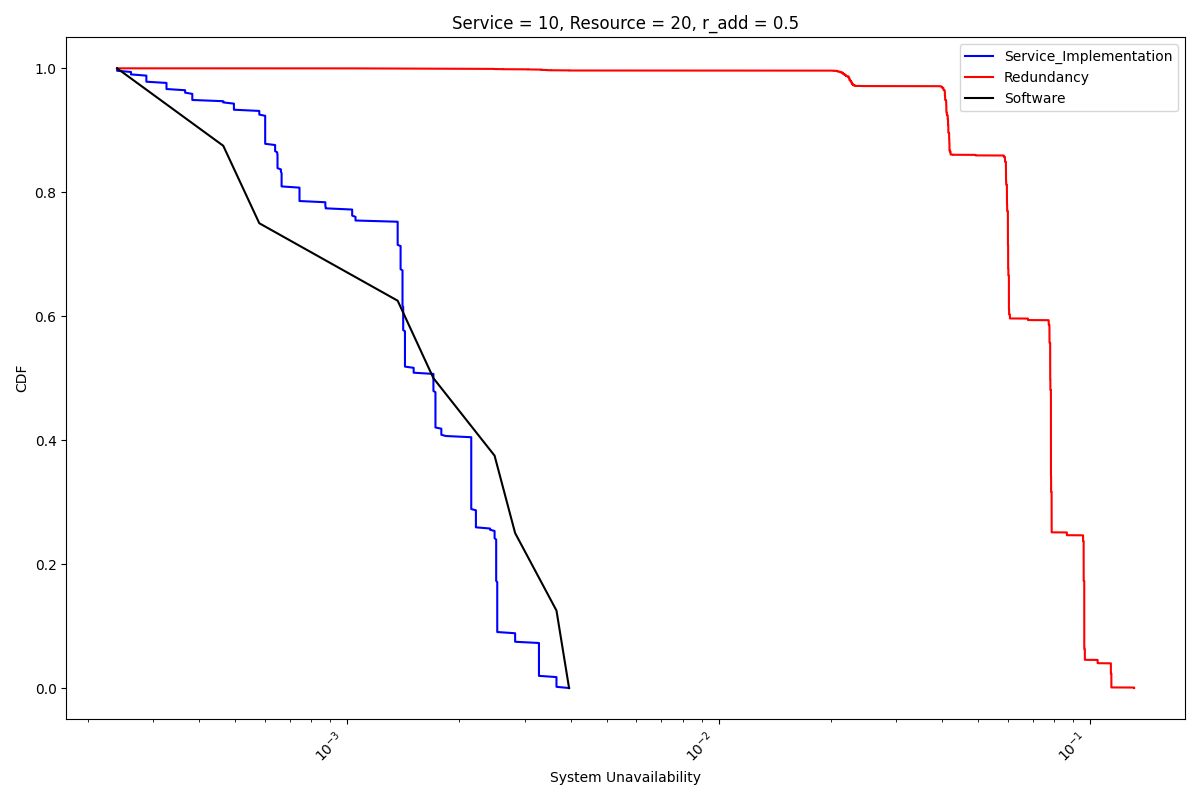 Service = 10, Resource = 20, r_add = 0.5
Service_Implementation
Redundancy
Software
CDF
1.0
0.8
0.6
0.4
0.2
0.0
10⁻³
10⁻²
10⁻¹
System Unavailability